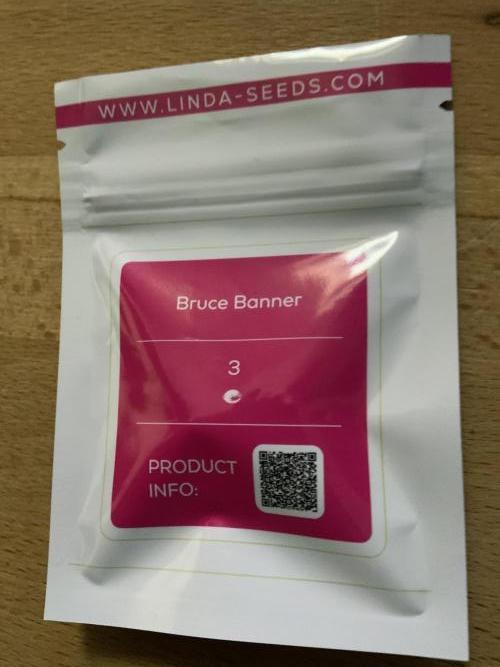 WWW.LINDA-SEEDS.COM
Bruce Banner
3
PRODUCT
INFO: